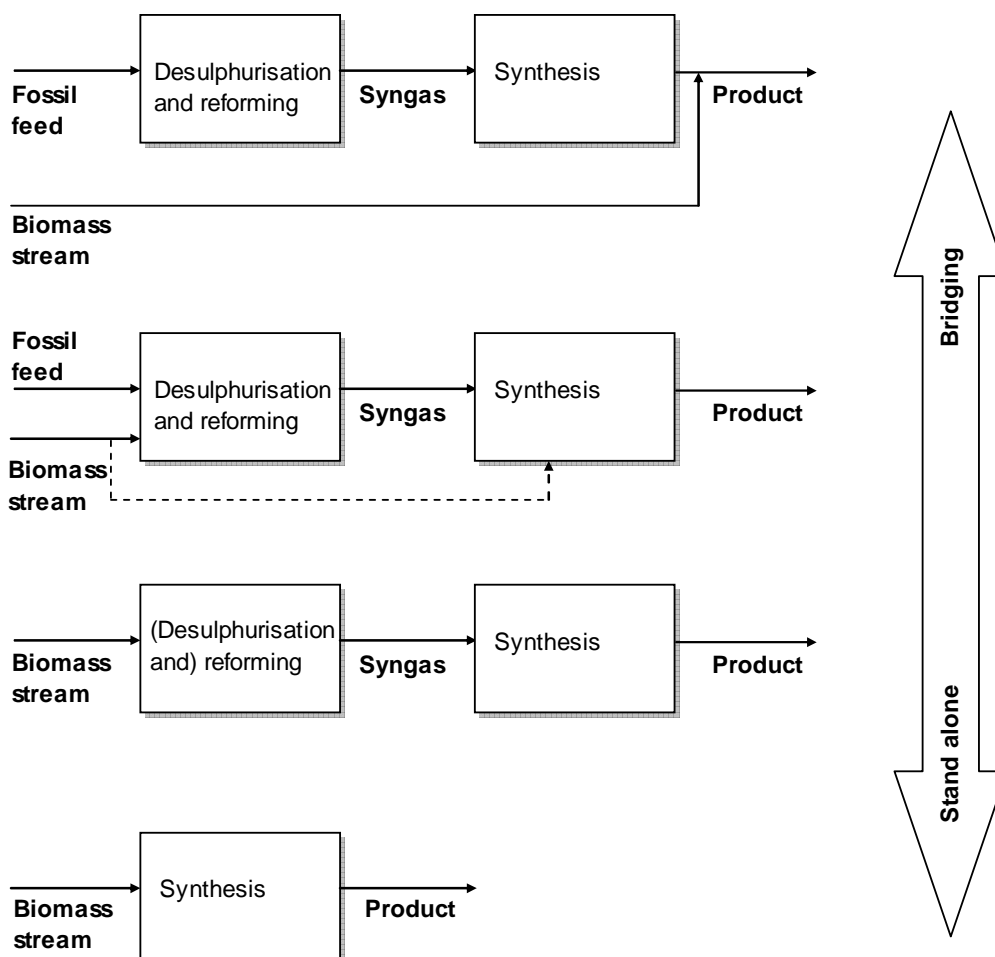 Desulphurisation
and reforming
Synthesis
Fossil
feed
Syngas
Product
Biomass
stream
Bridging
Fossil
feed
Desulphurisation
and reforming
Synthesis
Syngas
Product
Biomass
stream
(Desulphurisation
and) reforming
Synthesis
Biomass
stream
Syngas
Product
Stand alone
Synthesis
Biomass
stream
Product